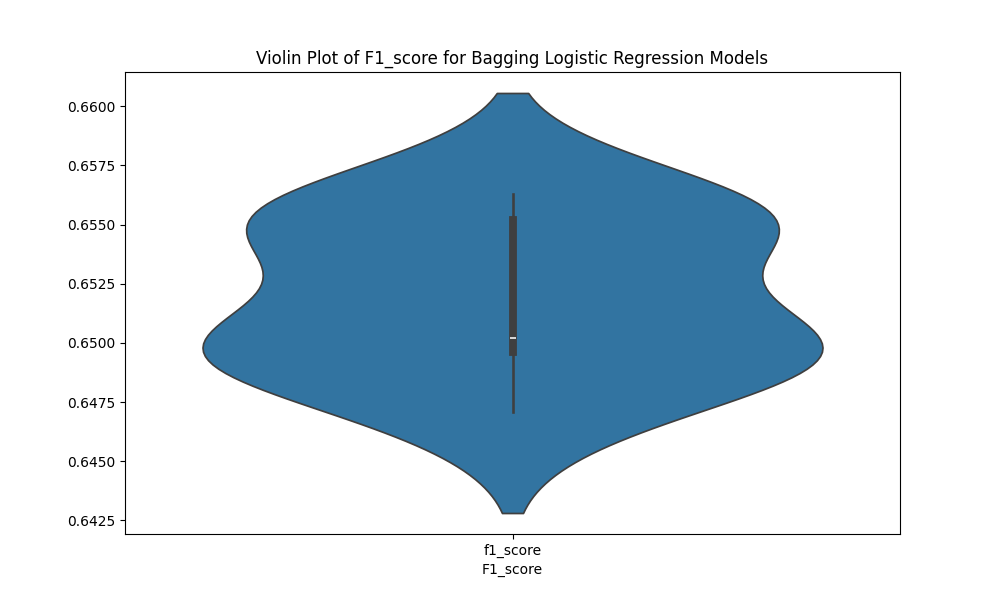 Violin Plot of F1_score for Bagging Logistic Regression Models
0.6600
0.6575
0.6550
0.6525
0.6500
0.6475
0.6450
0.6425
f1_score
F1_score